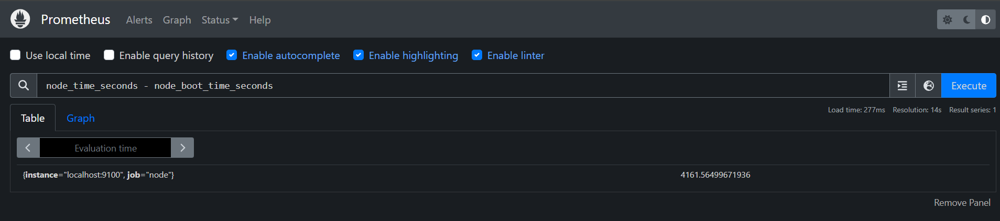 Prometheus Alerts Graph Status Help
Use local time Enable query history Enable autocomplete Enable highlighting Enable linter
node_time_seconds - node_boot_time_seconds Execute
Table Graph Load time: 277ms Resolution: 14s Result series: 1
Evaluation time
{instance="localhost:9100", job="node"} 4161.56499671936
Remove Panel